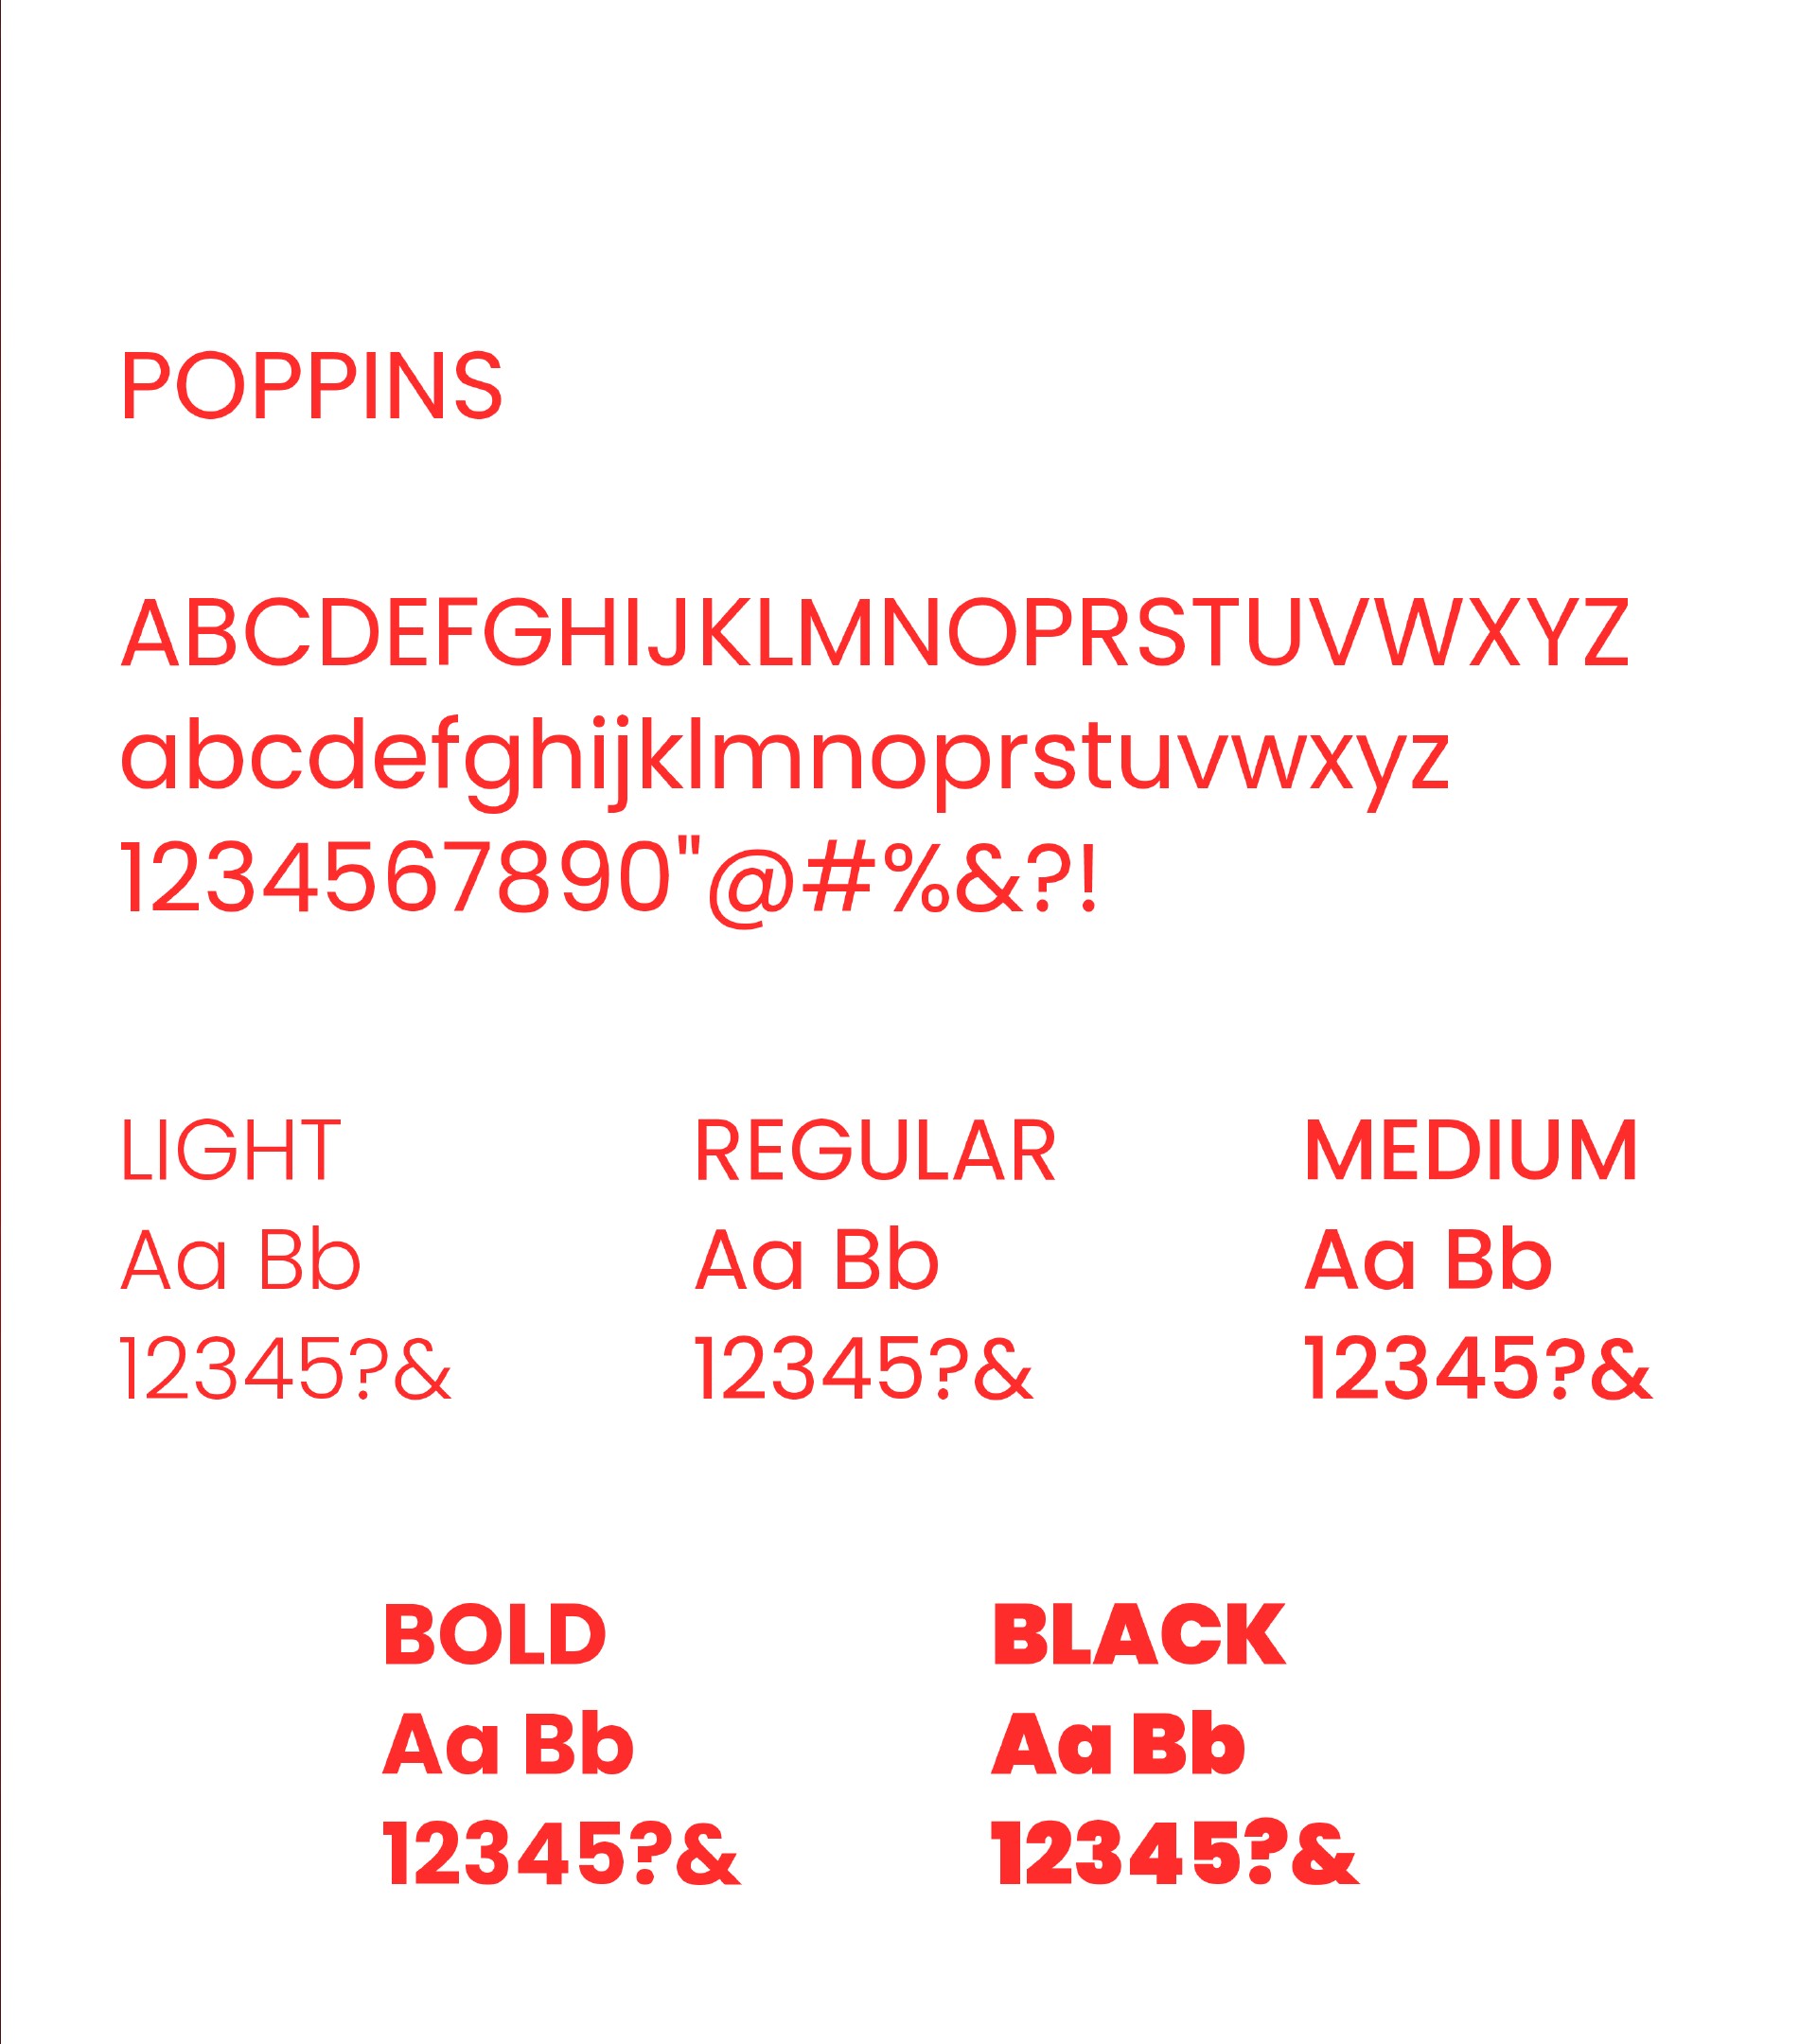 POPPINS
ABCDEFGHIJKLMNOPRSTUVWXYZ
abcdefghijklmnoprstuvwxyz
1234567890"@#%&?!
LIGHT
Aa Bb
12345?&
REGULAR
Aa Bb
12345?&
MEDIUM
Aa Bb
12345?&
BOLD
Aa Bb
12345?&
BLACK
Aa Bb
12345?&